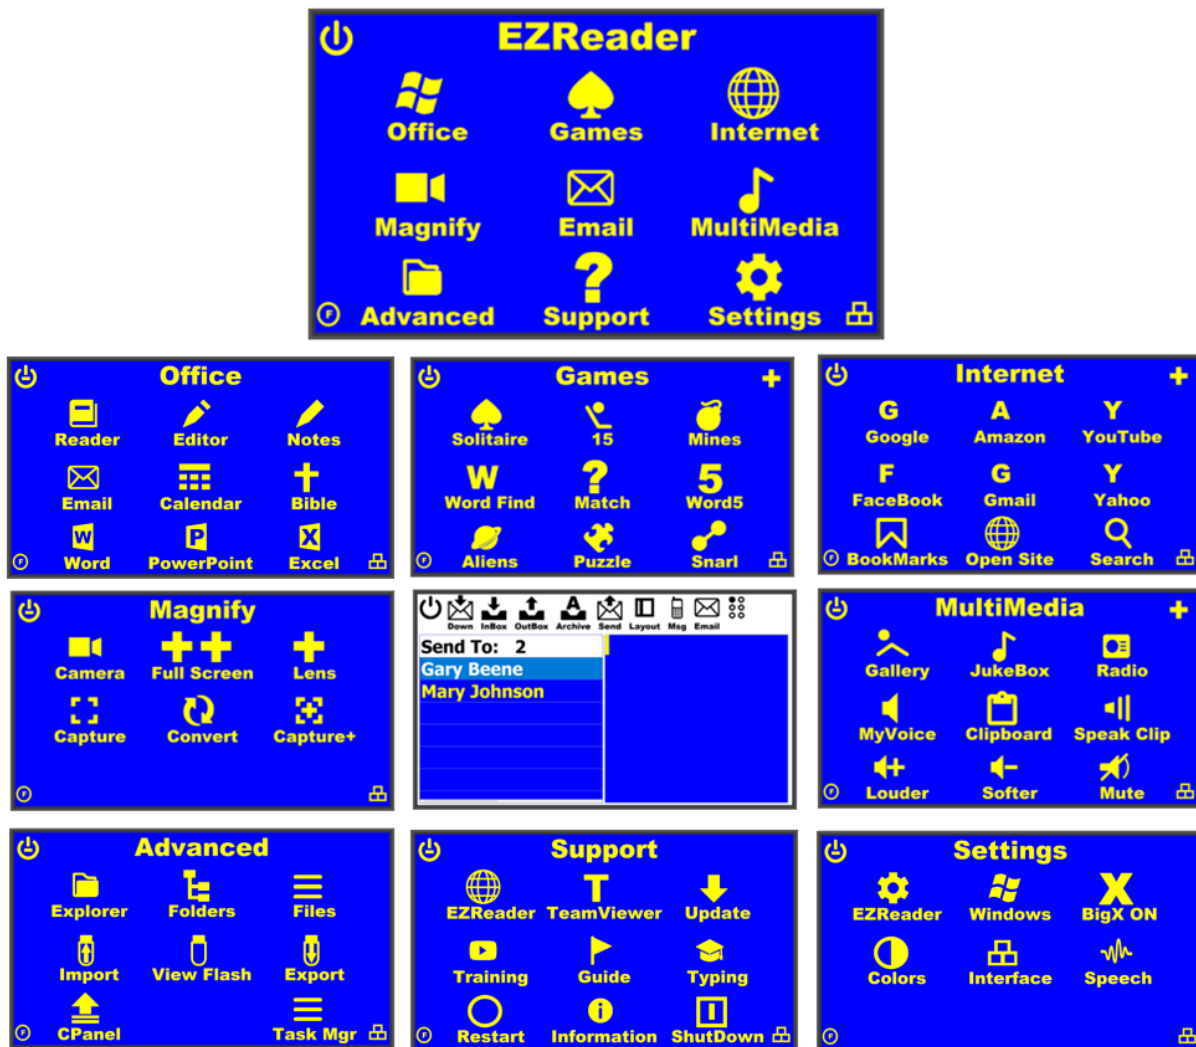 EZReader
Office Games Internet
Magnify Email MultiMedia
F Advanced Support Settings
Office
Reader Editor Notes
Email Calendar Bible
W P X
F Word PowerPoint Excel
Games
Solitaire 15 Mines
W ? 5
Word Find Match Word5
F Aliens Puzzle Snarl
Internet
G A Y
Google Amazon YouTube
F G Y
FaceBook Gmail Yahoo
F BookMarks Open Site Search
Magnify
Camera Full Screen Lens
Capture Convert Capture+
F
A
Down InBox OutBox Archive Send Layout Msg Email
Send To: 2
Gary Beene
Mary Johnson
MultiMedia
Gallery JukeBox Radio
MyVoice Clipboard Speak Clip
F Louder Softer Mute
Advanced
Explorer Folders Files
Import View Flash Export
F CPanel Task Mgr
Support
T
EZReader TeamViewer Update
Training Guide Typing
F Restart Information ShutDown
Settings
X
EZReader Windows BigX ON
Colors Interface Speech
F